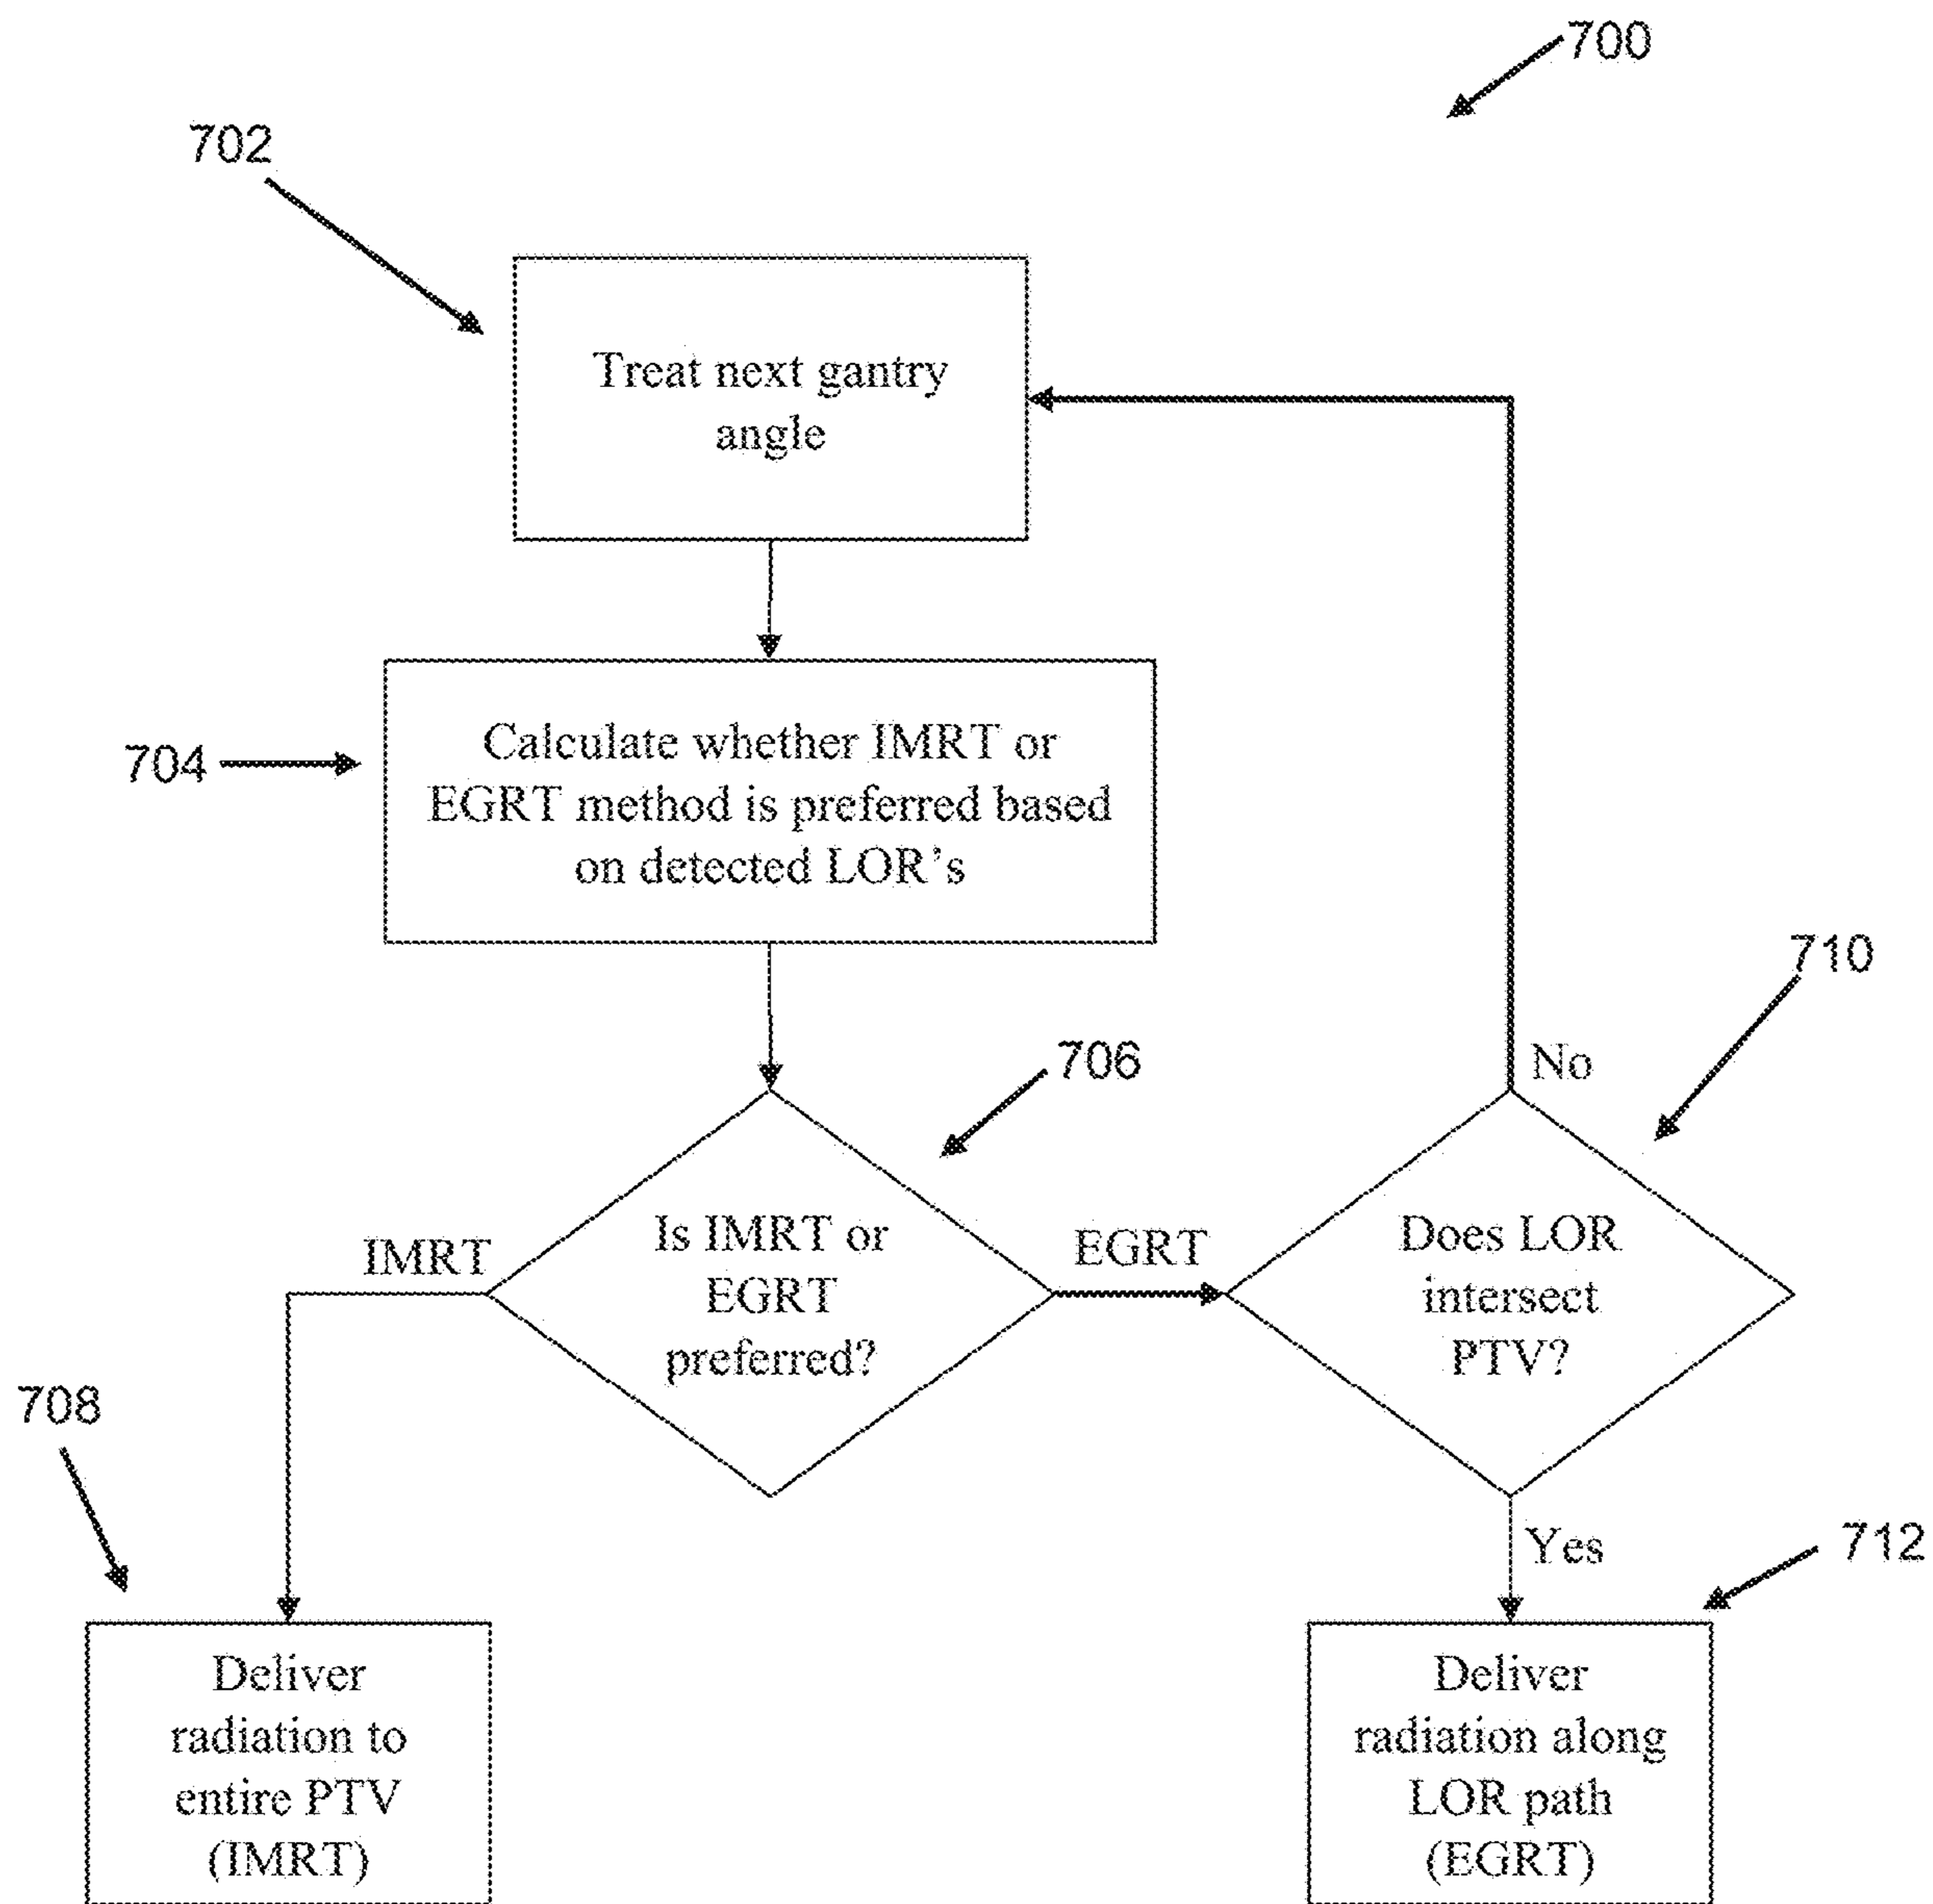 700
702
Treat next gantry
angle
704
Calculate whether IMRT or
EGRT method is preferred based
on detected LOR's
710
706
No
IMRT
Is IMRT or
EGRT
preferred?
EGRT
Does LOR
intersect
PTV?
708
Yes
712
Deliver
radiation to
entire PTV
(IMRT)
Deliver
radiation along
LOR path
(EGRT)